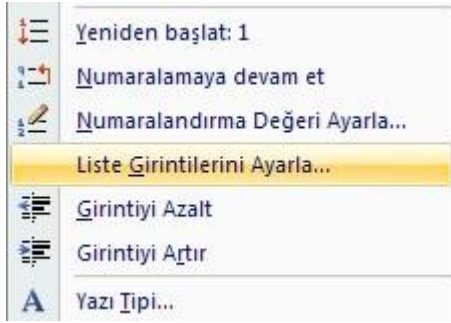 Yeniden başlat: 1
Numaralamaya devam et
Numaralandırma Değeri Ayarla...
Liste Girintilerini Ayarla...
Girintiyi Azalt
Girintiyi Artır
Yazı Tipi...